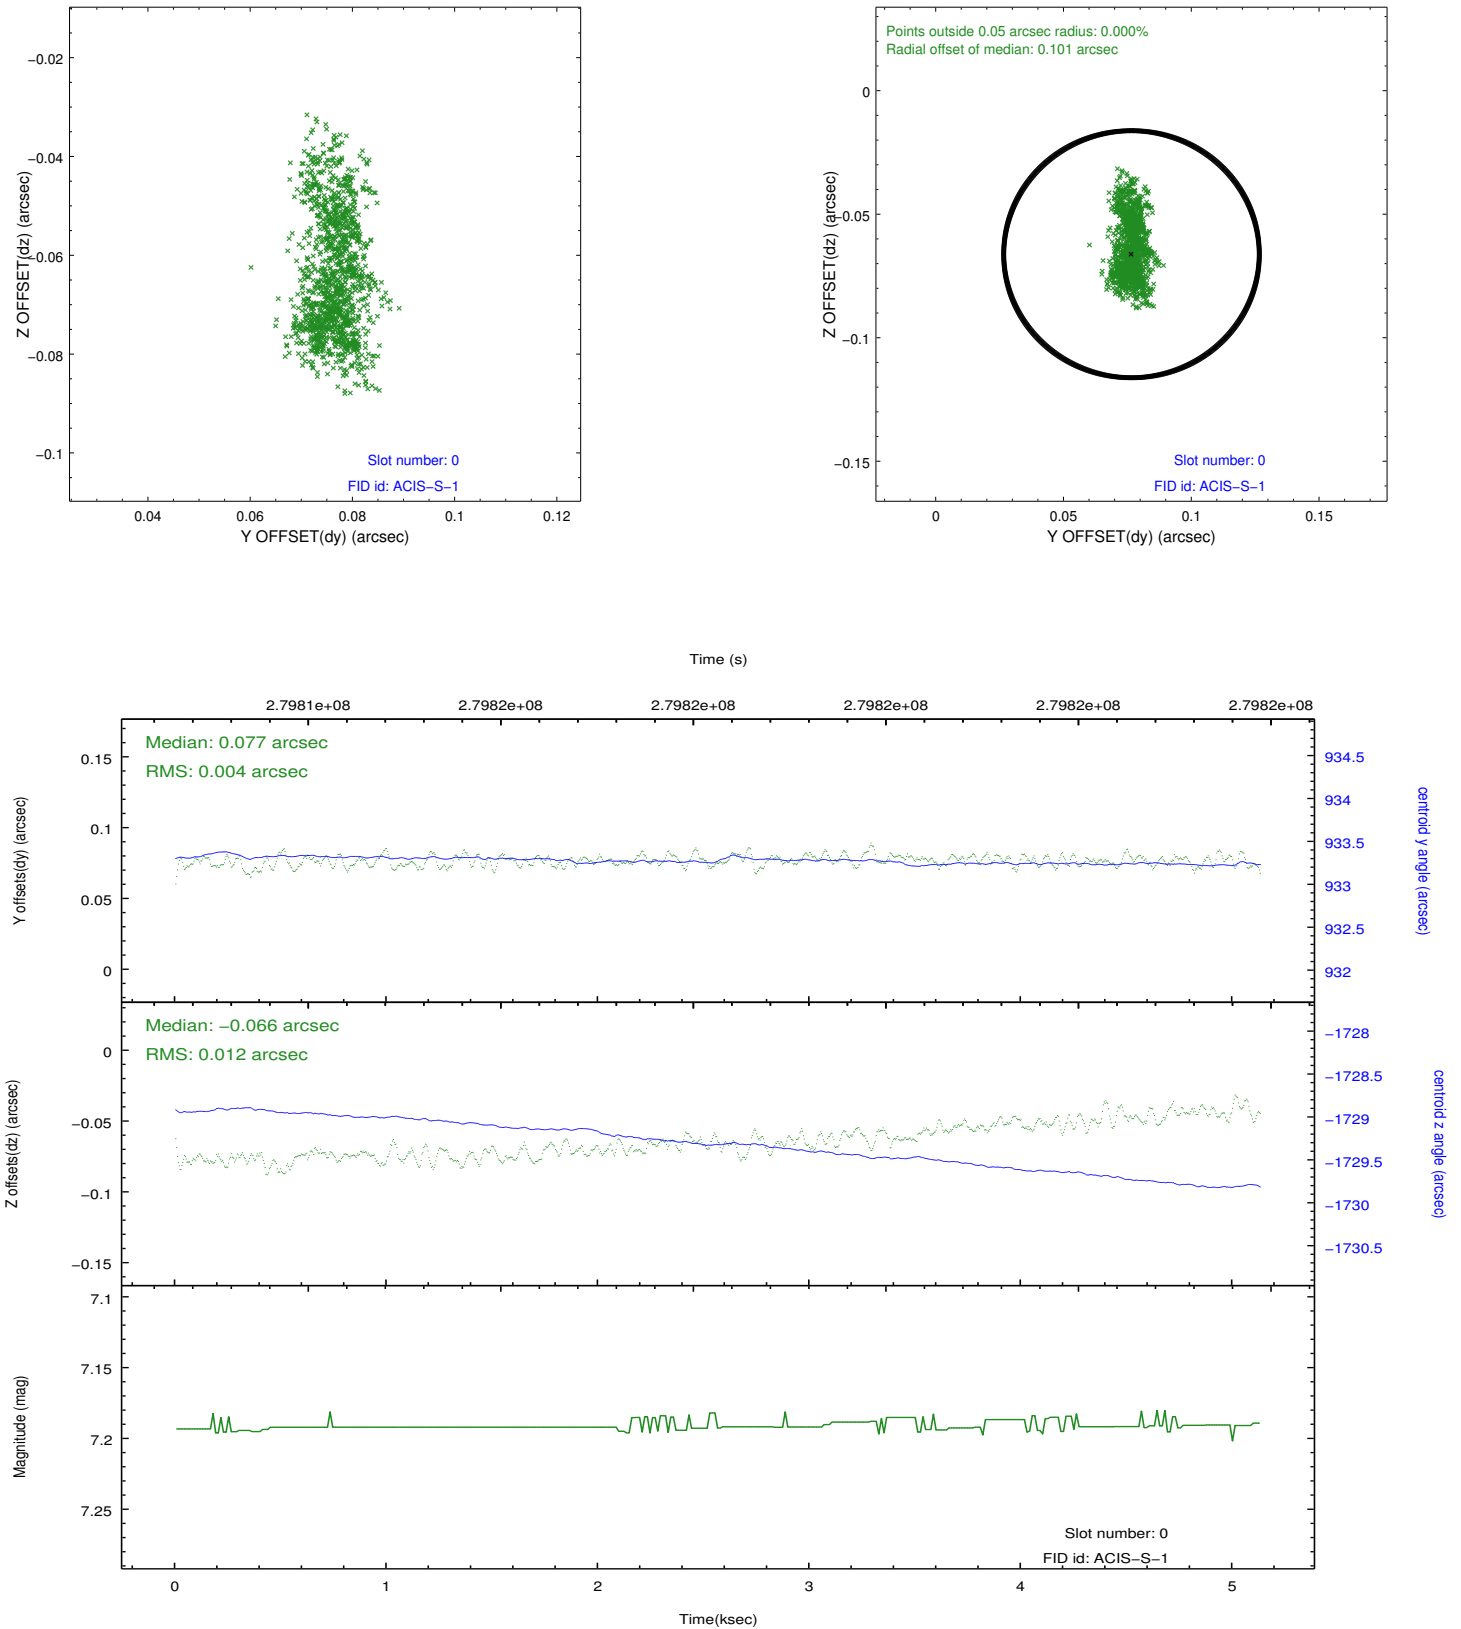 −0.02
−0.04
−0.06
−0.08
−0.1
Z OFFSET(dz) (arcsec)
Slot number: 0
FID id: ACIS−S−1
0.04
0.06
0.08
0.1
0.12
Y OFFSET(dy) (arcsec)
Points outside 0.05 arcsec radius: 0.000%
Radial offset of median: 0.101 arcsec
0
−0.05
−0.1
−0.15
Z OFFSET(dz) (arcsec)
Slot number: 0
FID id: ACIS−S−1
0
0.05
0.1
0.15
Y OFFSET(dy) (arcsec)
Time (s)
2.7981e+08
2.7982e+08
2.7982e+08
2.7982e+08
2.7982e+08
2.7982e+08
Median: 0.077 arcsec
RMS: 0.004 arcsec
0.15
0.1
0.05
0
Y offsets(dy) (arcsec)
934.5
934
933.5
933
932.5
932
centroid y angle (arcsec)
Median: −0.066 arcsec
RMS: 0.012 arcsec
0
−0.05
−0.1
−0.15
Z offsets(dz) (arcsec)
−1728
−1728.5
−1729
−1729.5
−1730
−1730.5
centroid z angle (arcsec)
7.1
7.15
7.2
7.25
Magnitude (mag)
Slot number: 0
FID id: ACIS−S−1
0
1
2
3
4
5
Time(ksec)